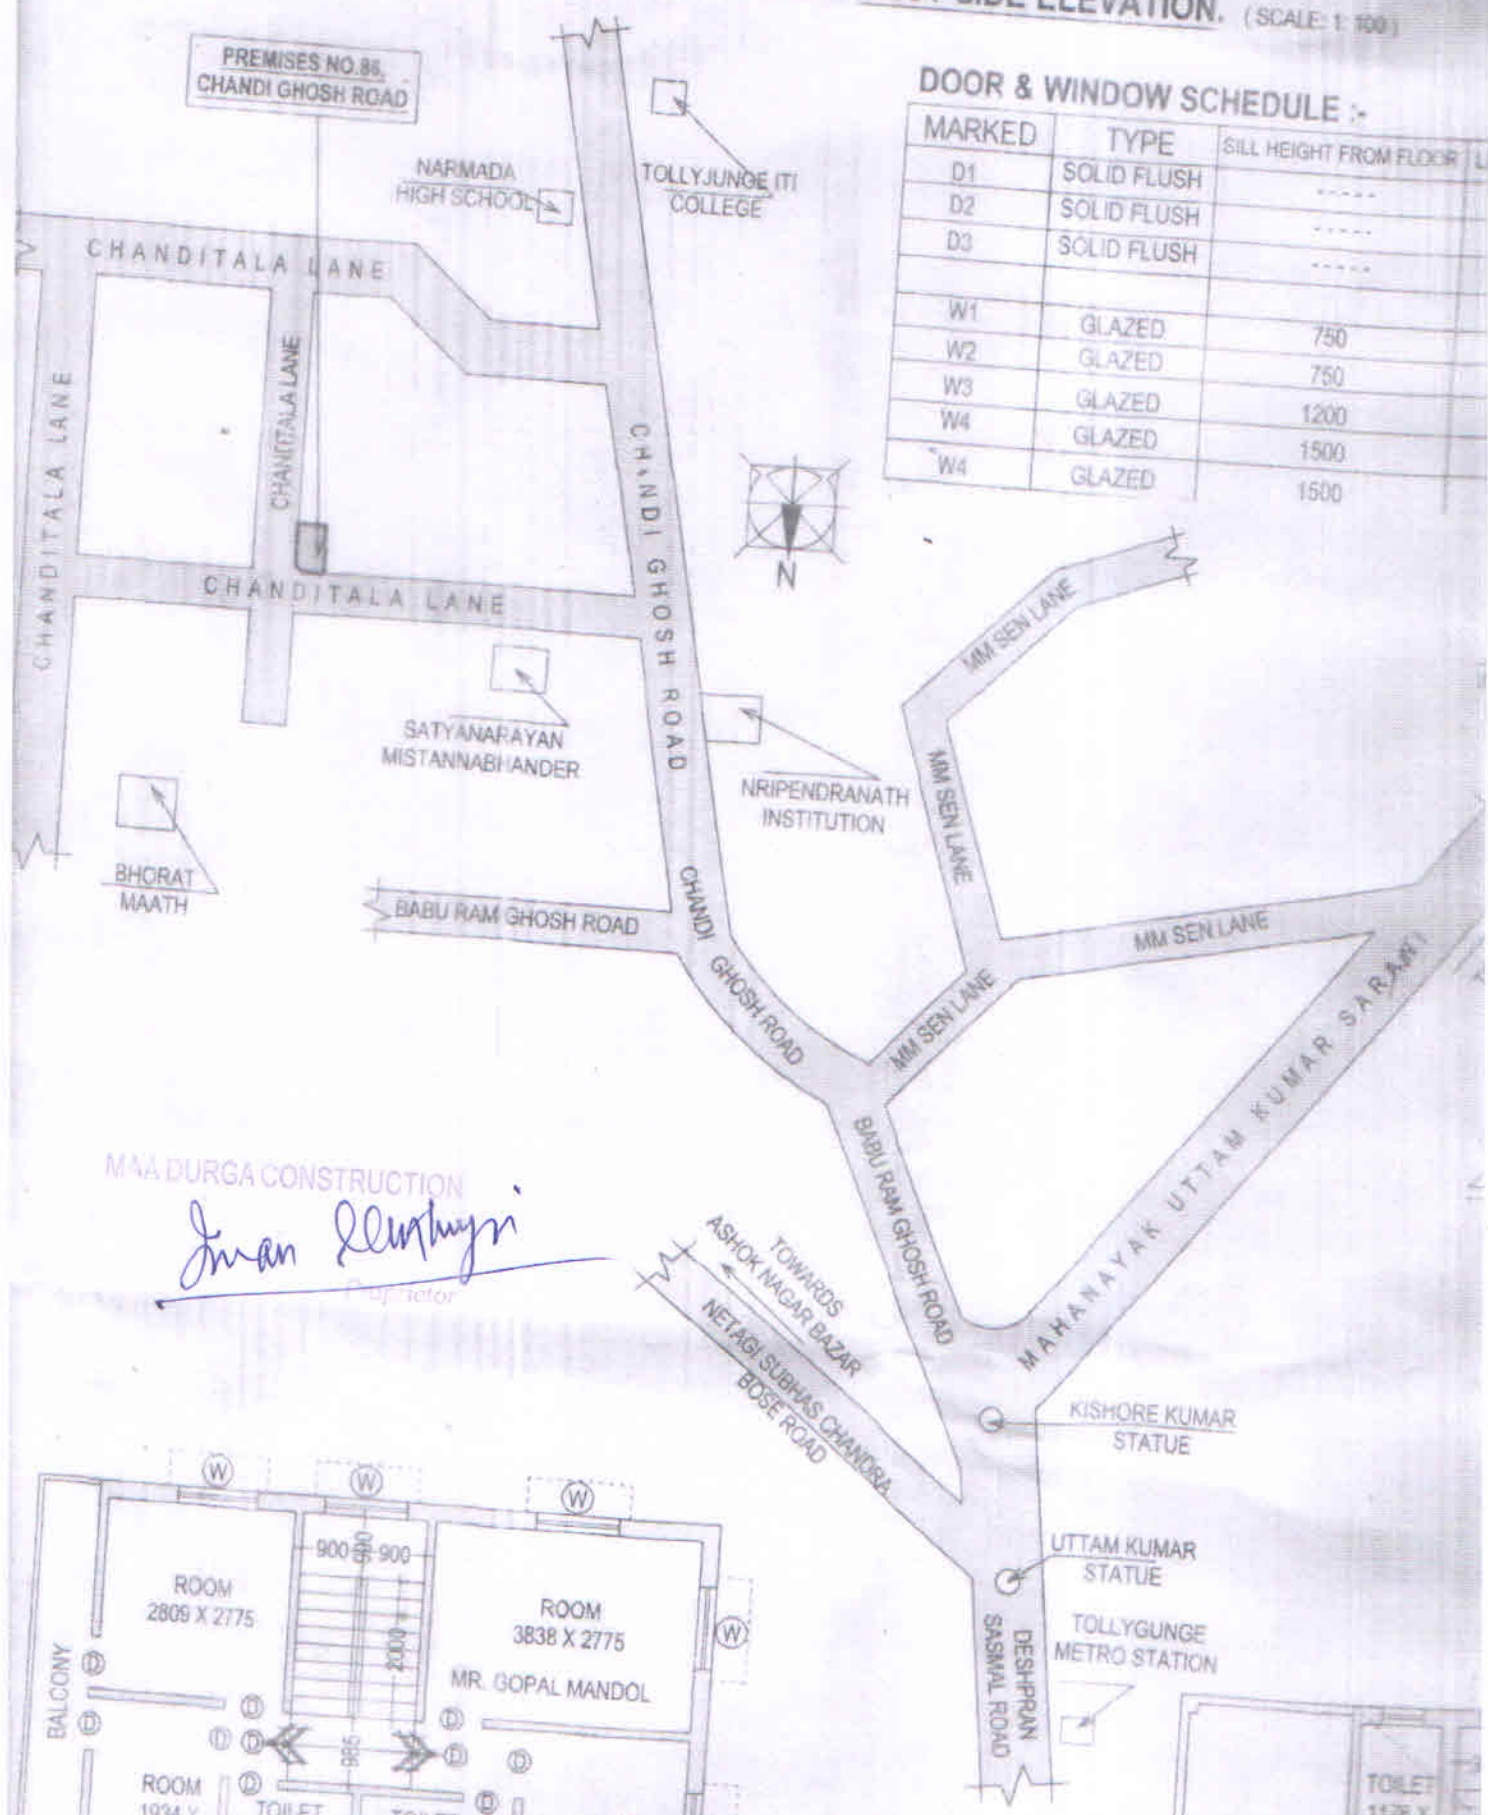 SIDE ELEVATION. (SCALE: 1: 100)
PREMISES NO.86,
CHANDI GHOSH ROAD
DOOR & WINDOW SCHEDULE :-
MARKED TYPE SILL HEIGHT FROM FLOOR
D1 SOLID FLUSH -----
D2 SOLID FLUSH -----
D3 SOLID FLUSH -----
W1 GLAZED 750
W2 GLAZED 750
W3 GLAZED 1200
W4 GLAZED 1500
W4 GLAZED 1500
NARMADA
HIGH SCHOOL
TOLLYJUNGE ITI
COLLEGE
CHANDITALA LANE
CHANDITALA LANE
CHANDITALA LANE
CHANDITALA LANE
CHANDI GHOSH ROAD
N
SATYANARAYAN
MISTANNABHANDER
NRIPENDRANATH
INSTITUTION
BHORAT
MAATH
BABU RAM GHOSH ROAD
CHANDI GHOSH ROAD
MM SEN LANE
MM SEN LANE
MM SEN LANE
MM SEN LANE
MAHANAYAK UTTAM KUMAR SARANI
BABU RAM GHOSH ROAD
MAA DURGA CONSTRUCTION
Proprietor
TOWARDS
ASHOK NAGAR BAZAR
NETAGI SUBHAS CHANDRA
BOSE ROAD
KISHORE KUMAR
STATUE
UTTAM KUMAR
STATUE
TOLLYGUNGE
METRO STATION
DESHPRAN
SASMAL ROAD
W
W
W
W
900
900
2000
985
ROOM
2809 X 2775
ROOM
3838 X 2775
MR. GOPAL MANDOL
BALCONY
D
D
D
D
D
D
D
D
D
D
ROOM
TOILET
TOILET
TOILET